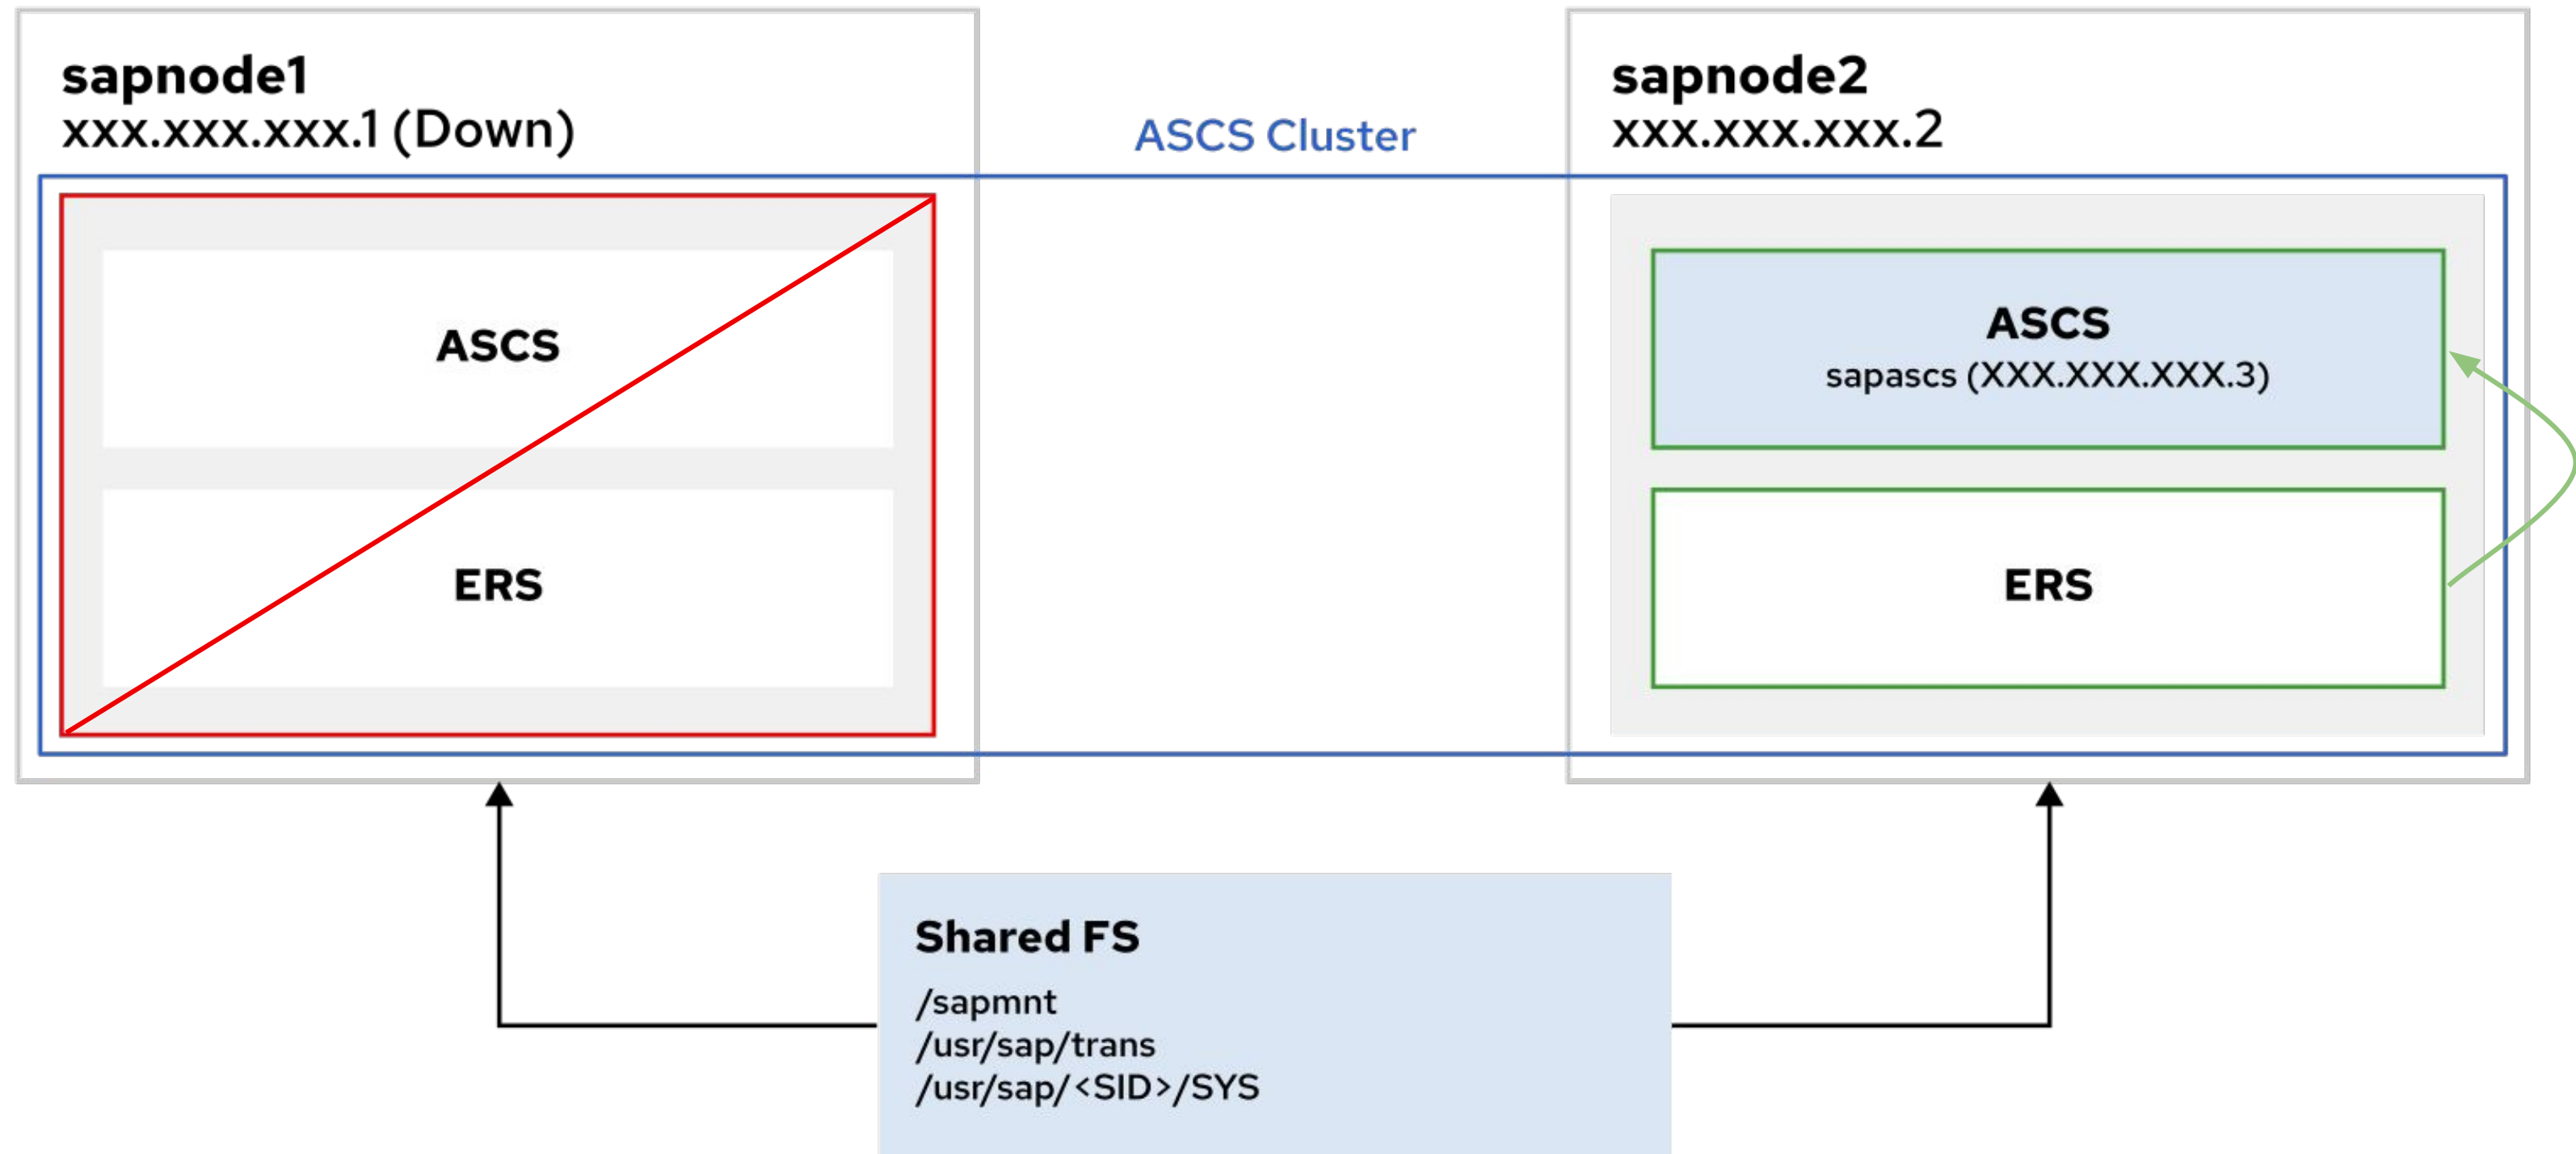 sapnode1
xxx.xxx.xxx.1 (Down)
ASCS Cluster
sapnode2
xxx.xxx.xxx.2
ASCS
ERS
ASCS
sapascs (XXX.XXX.XXX.3)
ERS
Shared FS
/sapmnt
/usr/sap/trans
/usr/sap/<SID>/SYS